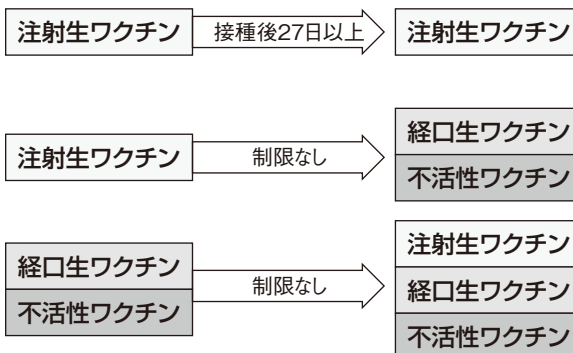 注射生ワクチン
接種後27日以上
注射生ワクチン
注射生ワクチン
制限なし
経口生ワクチン
不活性ワクチン
経口生ワクチン
不活性ワクチン
制限なし
注射生ワクチン
経口生ワクチン
不活性ワクチン